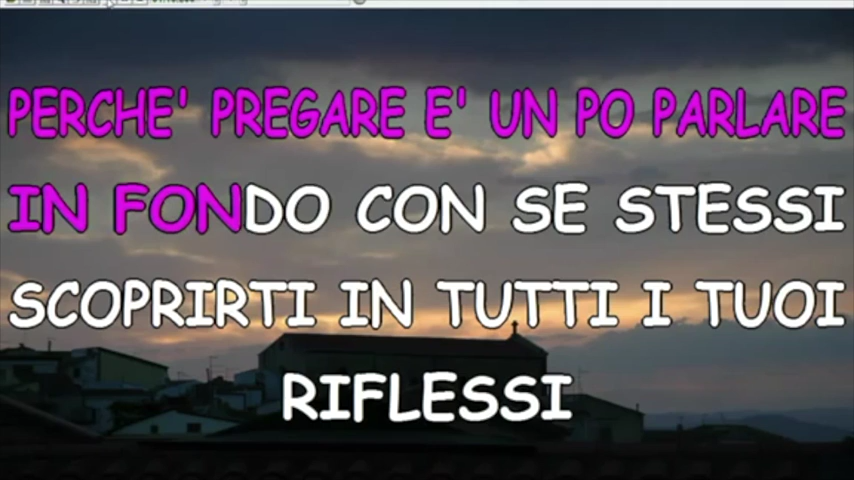 PERCHE' PREGARE E' UN PO PARLARE
IN FONDO CON SE STESSI
SCOPRIRTI IN TUTTI I TUOI
RIFLESSI